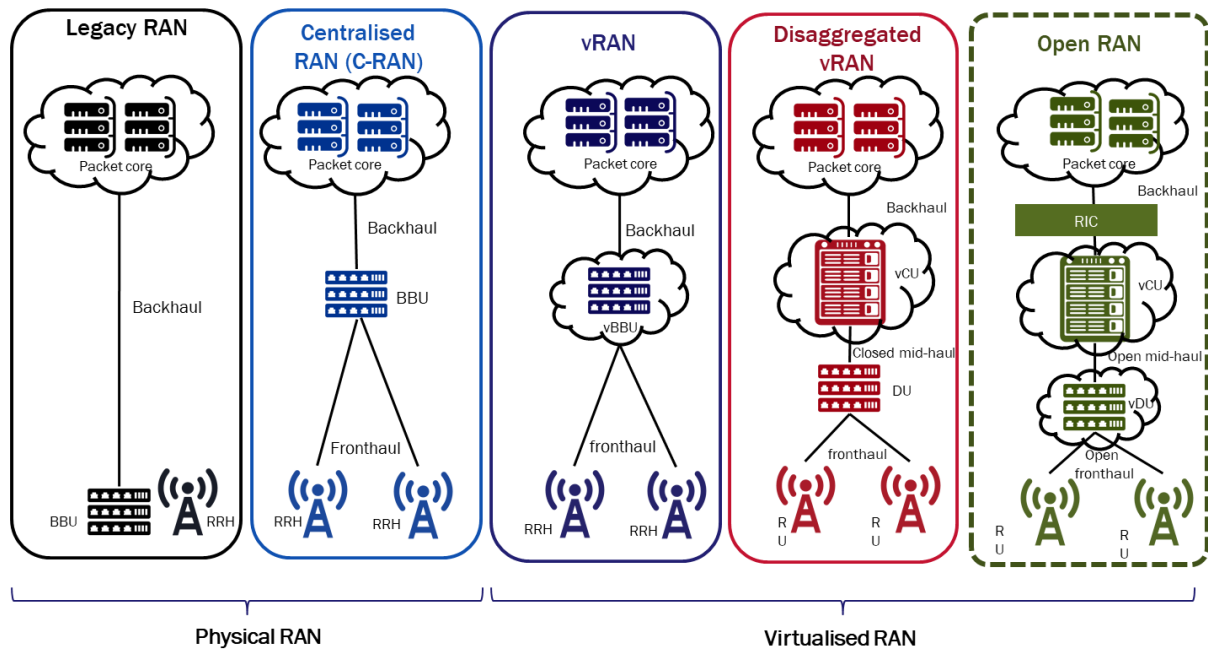 Legacy RAN
Packet core
Backhaul
BBU
RRH
Centralised
RAN (C-RAN)
Packet core
Backhaul
BBU
Fronthaul
RRH
RRH
vRAN
Packet core
Backhaul
vBBU
fronthaul
RRH
RRH
Disaggregated
vRAN
Packet core
Backhaul
vCU
Closed mid-haul
DU
fronthaul
R
U
R
U
Open RAN
Packet core
Backhaul
RIC
vCU
Open mid-haul
vDU
Open
fronthaul
R
U
R
U
Physical RAN
Virtualised RAN